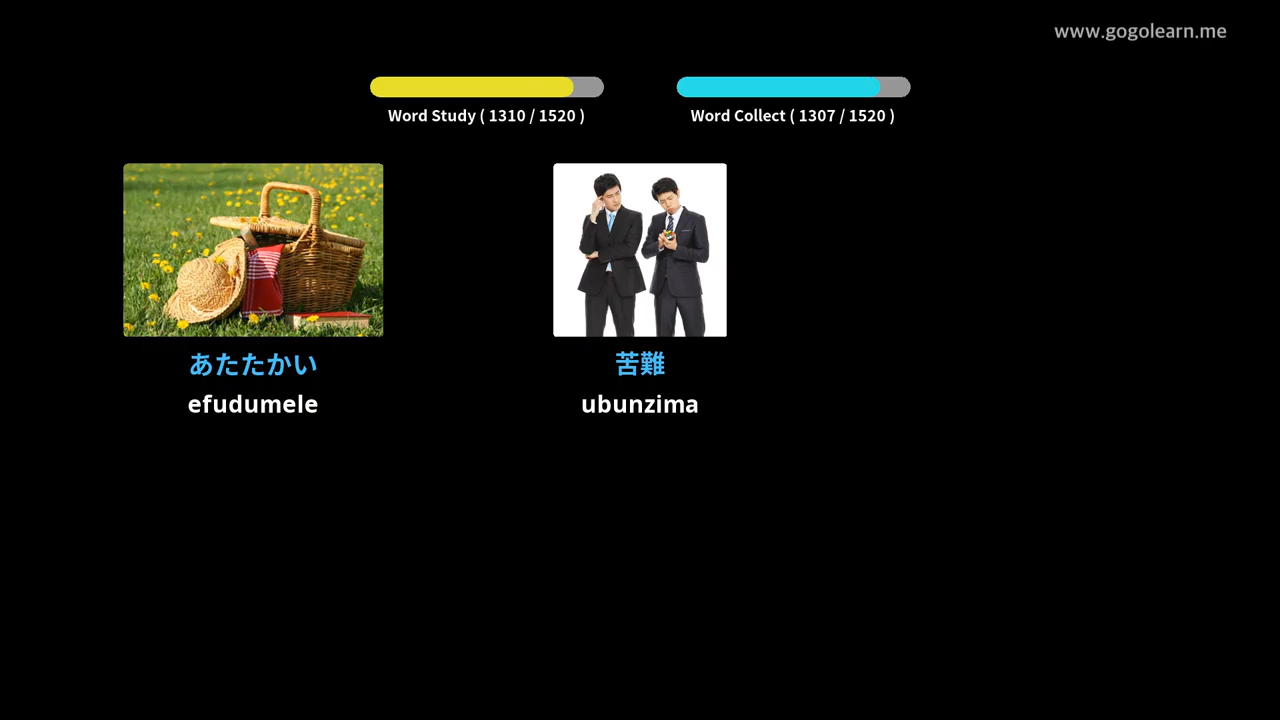 www.gogolearn.me
Word Study ( 1310 / 1520 )
Word Collect ( 1307 / 1520 )
あたたかい
efudumele
苦難
ubunzima